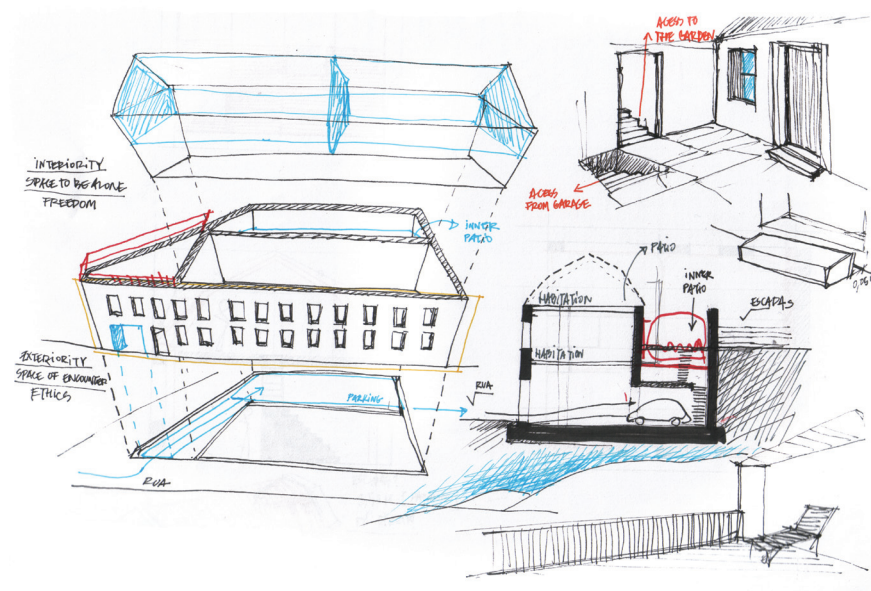 INTERIORITY
SPACE TO BE ALONE
FREEDOM
INNER
PATIO
EXTERIORITY
SPACE OF ENCOUNTER
ETHICS
PARKING
RUA
RUA
ACESS TO
THE GARDEN
ACESS
FROM GARAGE
PATIO
INNER
PATIO
HABITATION
HABITATION
ESCADAS